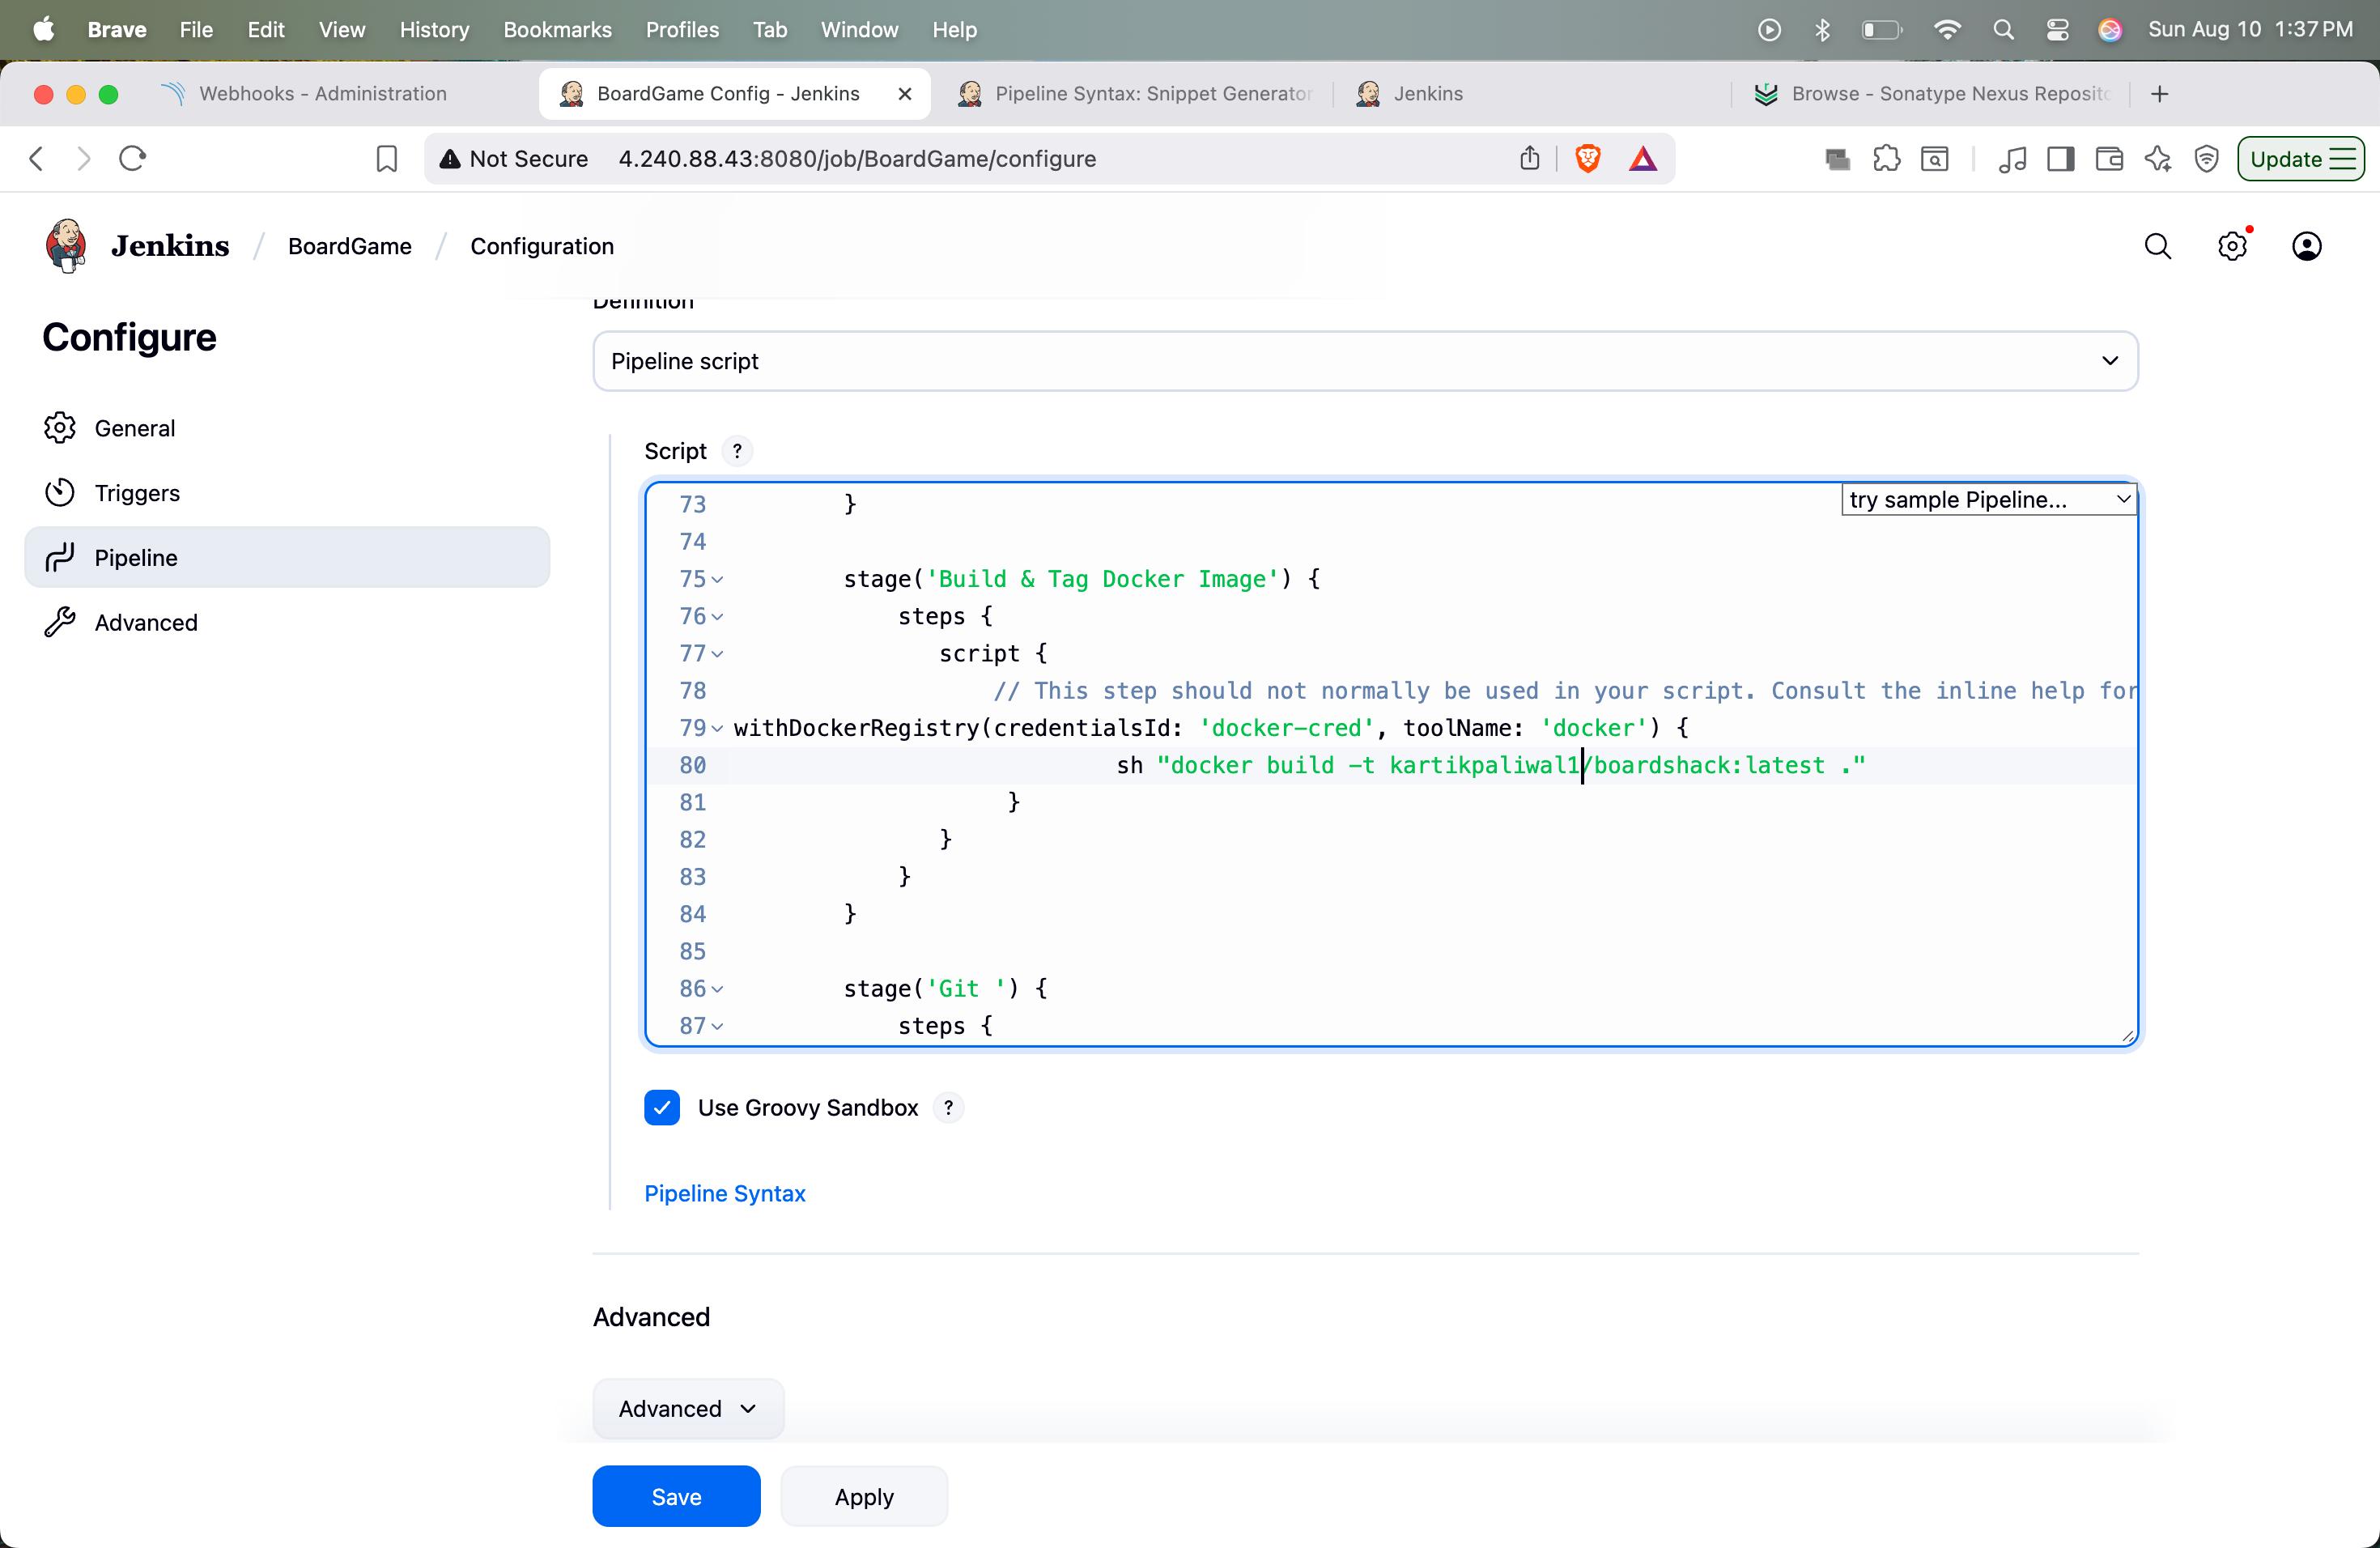 Brave File Edit View History Bookmarks Profiles Tab Window Help Sun Aug 10 1:37 PM
Webhooks - Administration BoardGame Config - Jenkins Pipeline Syntax: Snippet Generator Jenkins Browse - Sonatype Nexus Reposito
Not Secure 4.240.88.43:8080/job/BoardGame/configure Update
Jenkins / BoardGame / Configuration
Definition
Configure
Pipeline script
General
Script ?
Triggers
73 }
try sample Pipeline...
74
Pipeline
75 stage('Build & Tag Docker Image') {
76 steps {
Advanced
77 script {
78 // This step should not normally be used in your script. Consult the inline help for
79 withDockerRegistry(credentialsId: 'docker-cred', toolName: 'docker') {
80 sh "docker build -t kartikpaliwal1/boardshack:latest ."
81 }
82 }
83 }
84 }
85
86 stage('Git ') {
87 steps {
Use Groovy Sandbox ?
Pipeline Syntax
Advanced
Advanced
Save Apply